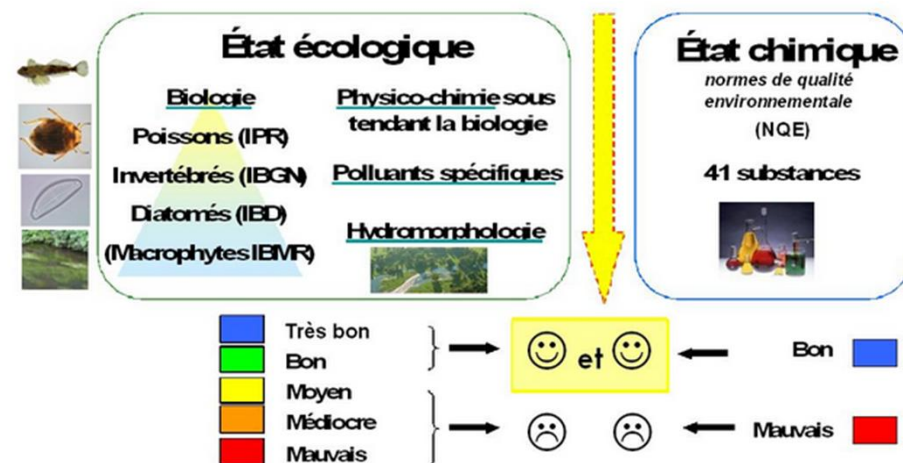 État écologique
Biologie
Poissons (IPR)
Invertébrés (IBGN)
Diatomés (IBD)
(Macrophytes IBMR)
Physico-chimie sous
tendant la biologie
Polluants spécifiques
Hydromorphologie
État chimique
normes de qualité
environnementale
(NQE)
41 substances
Très bon
Bon
Moyen
Médiocre
Mauvais
et
Bon
Mauvais